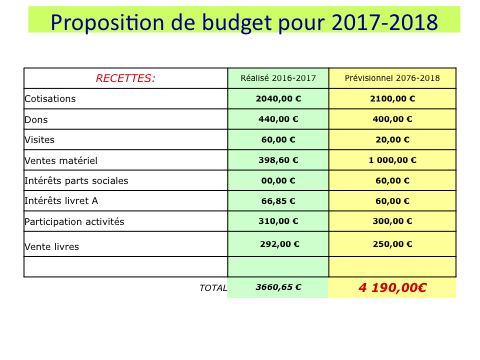 Proposition de budget pour 2017-2018
RECETTES: Réalisé 2016-2017 Prévisionnel 2076-2018
Cotisations 2040,00 € 2100,00 €
Dons 440,00 € 400,00 €
Visites 60,00 € 20,00 €
Ventes matériel 398,60 € 1 000,00 €
Intérêts parts sociales 00,00 € 60,00 €
Intérêts livret A 66,85 € 60,00 €
Participation activités 310,00 € 300,00 €
Vente livres 292,00 € 250,00 €
TOTAL 3660,65 € 4 190,00€